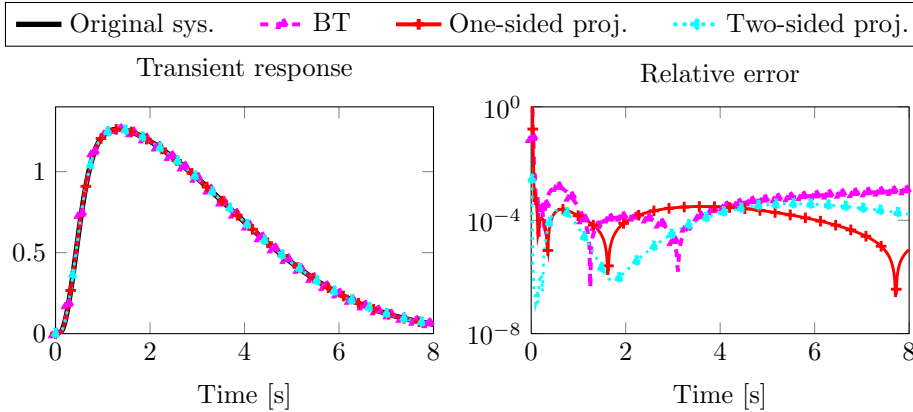 Original sys. BT One-sided proj. Two-sided proj.
Transient response
Relative error
1
0.5
0
0 2 4 6 8
Time [s]
10^0
10^−4
10^−8
0 2 4 6 8
Time [s]